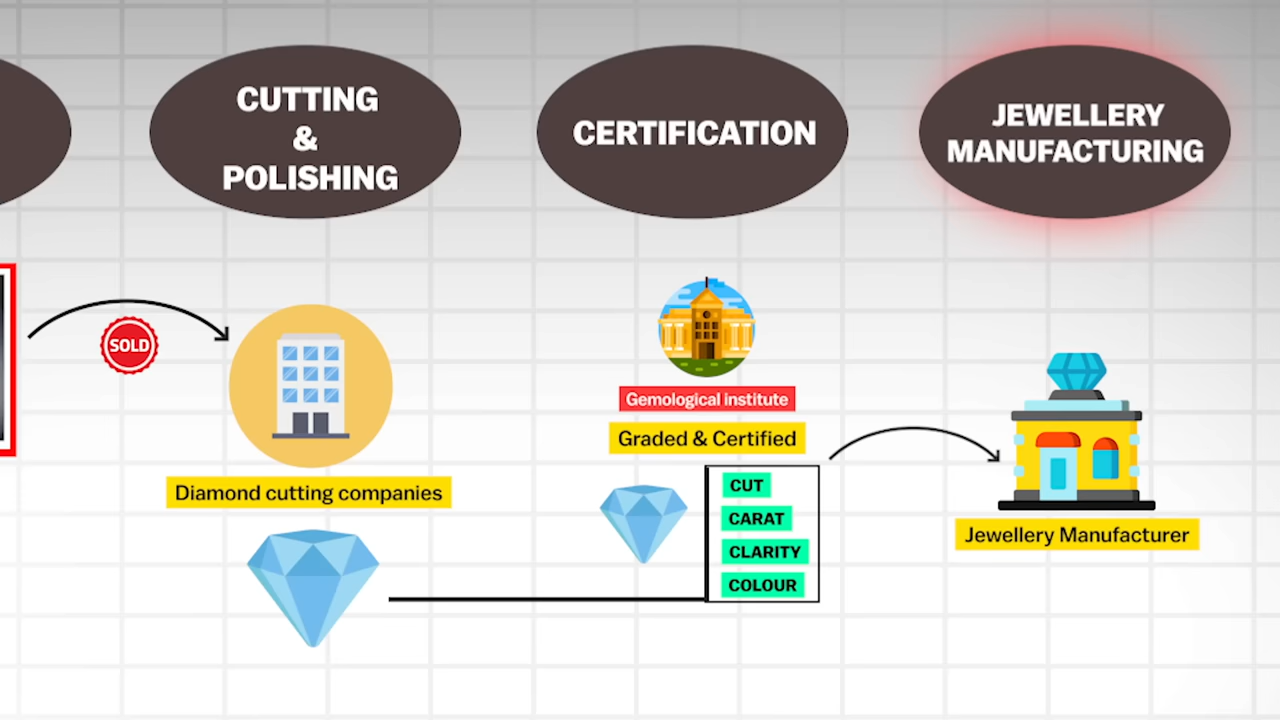 CUTTING
&
POLISHING
CERTIFICATION
JEWELLERY
MANUFACTURING
SOLD
Diamond cutting companies
Gemological institute
Graded & Certified
CUT
CARAT
CLARITY
COLOUR
Jewellery Manufacturer